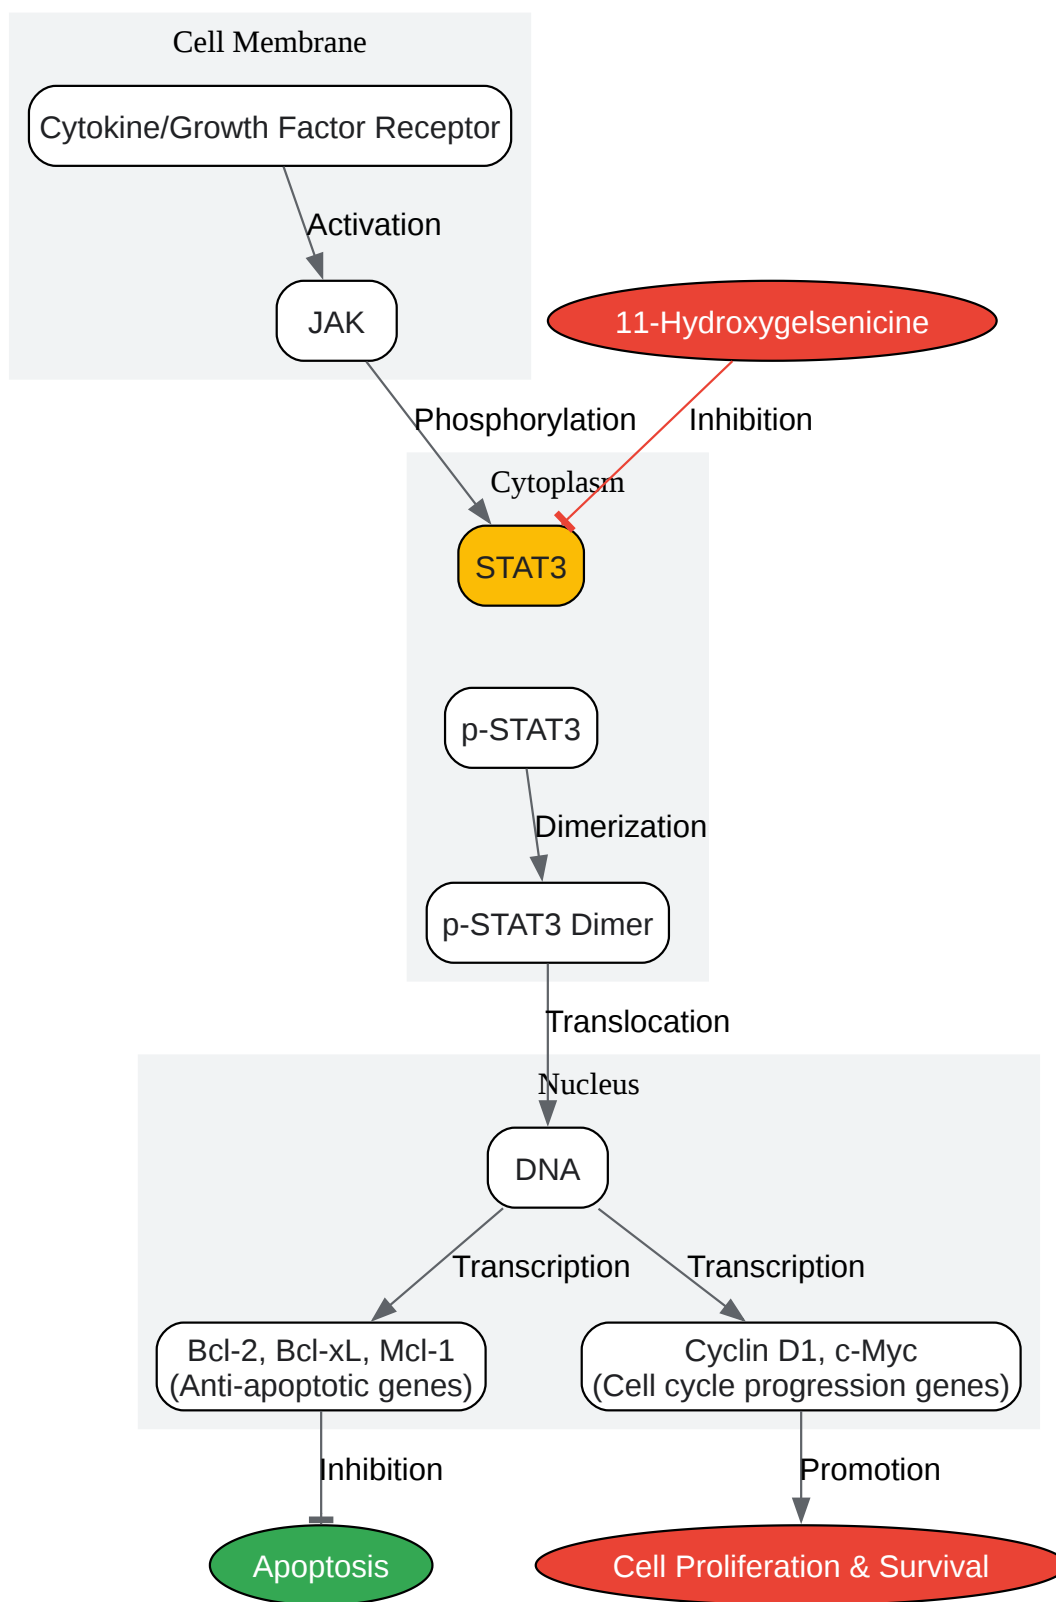 Cell Membrane
Cytokine/Growth Factor Receptor
Activation
JAK
11-Hydroxygelsenicine
Phosphorylation
Inhibition
Cytoplasm
STAT3
p-STAT3
Dimerization
p-STAT3 Dimer
Translocation
Nucleus
DNA
Transcription
Transcription
Bcl-2, Bcl-xL, Mcl-1
(Anti-apoptotic genes)
Cyclin D1, c-Myc
(Cell cycle progression genes)
Inhibition
Promotion
Apoptosis
Cell Proliferation & Survival